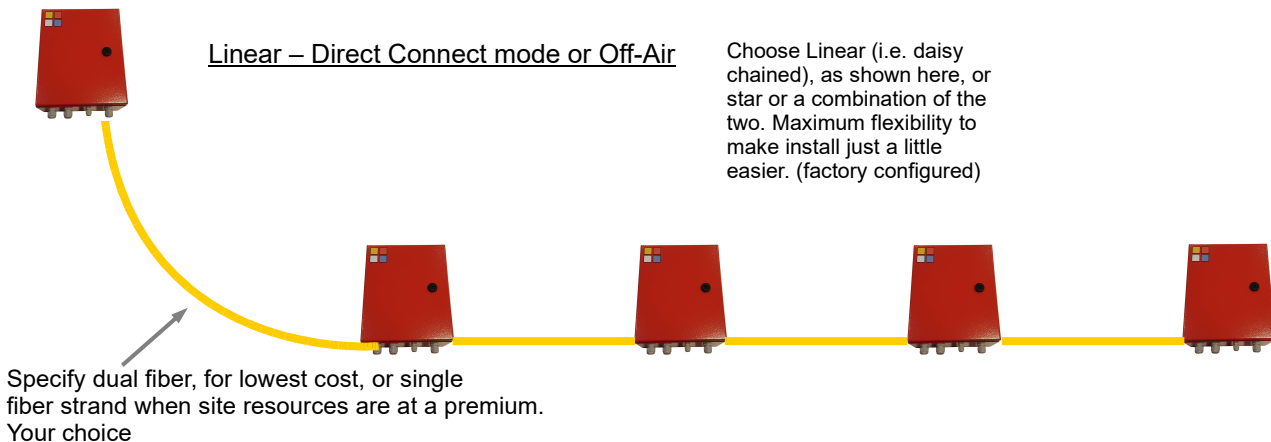 Linear – Direct Connect mode or Off-Air
Choose Linear (i.e. daisy
chained), as shown here, or
star or a combination of the
two. Maximum flexibility to
make install just a little
easier. (factory configured)
Specify dual fiber, for lowest cost, or single
fiber strand when site resources are at a premium.
Your choice